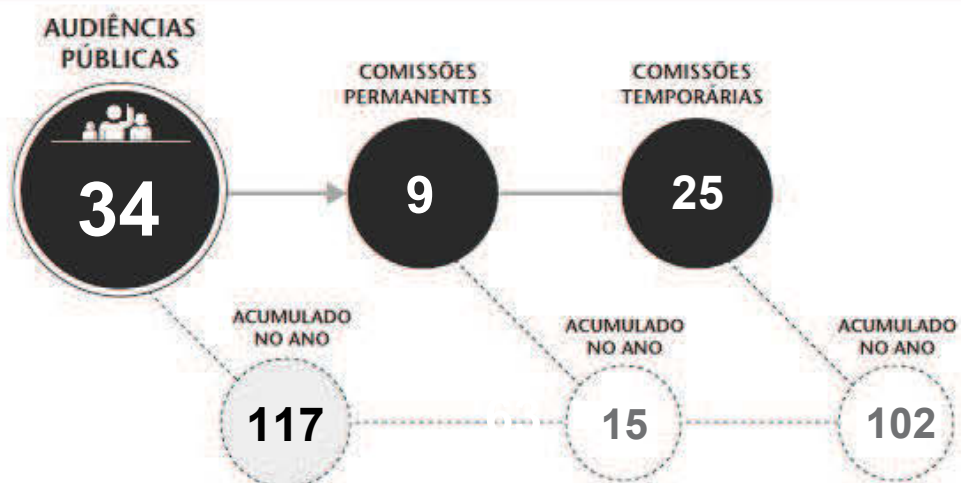 AUDIÊNCIAS
PÚBLICAS
34
COMISSÕES
PERMANENTES
9
COMISSÕES
TEMPORÁRIAS
25
ACUMULADO
NO ANO
117
ACUMULADO
NO ANO
15
ACUMULADO
NO ANO
102